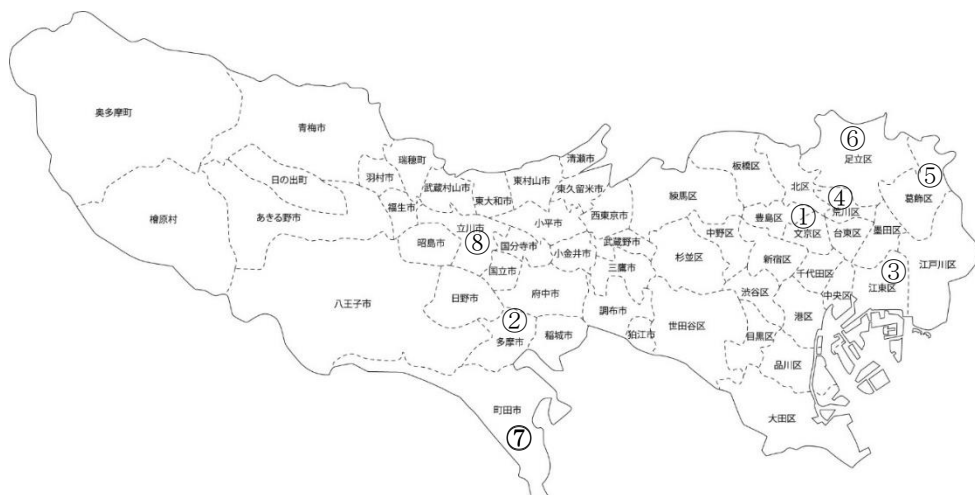 奥多摩町
青梅市
瑞穂町
羽村市
日の出町
檜原村
あきる野市
福生市
武蔵村山市
東大和市
東村山市
清瀬市
東久留米市
西東京市
小平市
立川市
⑧
昭島市
国分寺市
国立市
小金井市
武蔵野市
三鷹市
八王子市
日野市
府中市
②
多摩市
稲城市
調布市
狛江市
町田市
⑦
板橋区
練馬区
北区
⑥
足立区
⑤
葛飾区
④
荒川区
①
豊島区
文京区
台東区
墨田区
中野区
杉並区
新宿区
千代田区
③
江東区
江戸川区
渋谷区
中央区
港区
世田谷区
目黒区
品川区
大田区